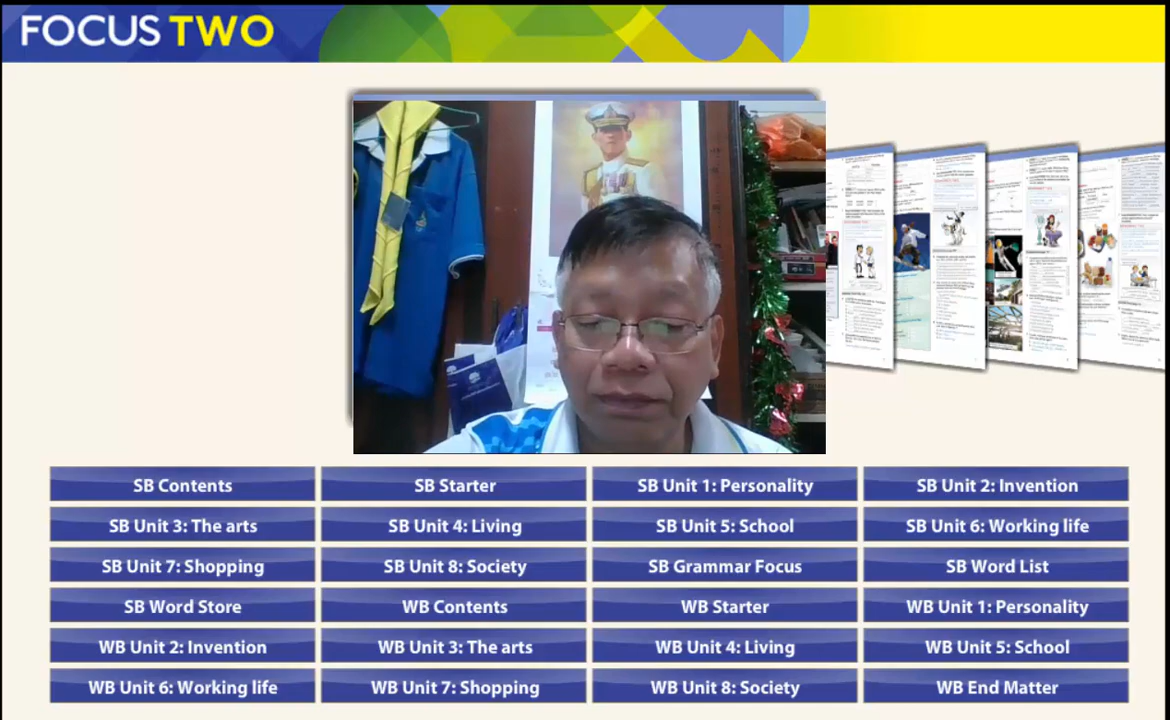 FOCUS TWO
SB Contents
SB Starter
SB Unit 1: Personality
SB Unit 2: Invention
SB Unit 3: The arts
SB Unit 4: Living
SB Unit 5: School
SB Unit 6: Working life
SB Unit 7: Shopping
SB Unit 8: Society
SB Grammar Focus
SB Word List
SB Word Store
WB Contents
WB Starter
WB Unit 1: Personality
WB Unit 2: Invention
WB Unit 3: The arts
WB Unit 4: Living
WB Unit 5: School
WB Unit 6: Working life
WB Unit 7: Shopping
WB Unit 8: Society
WB End Matter